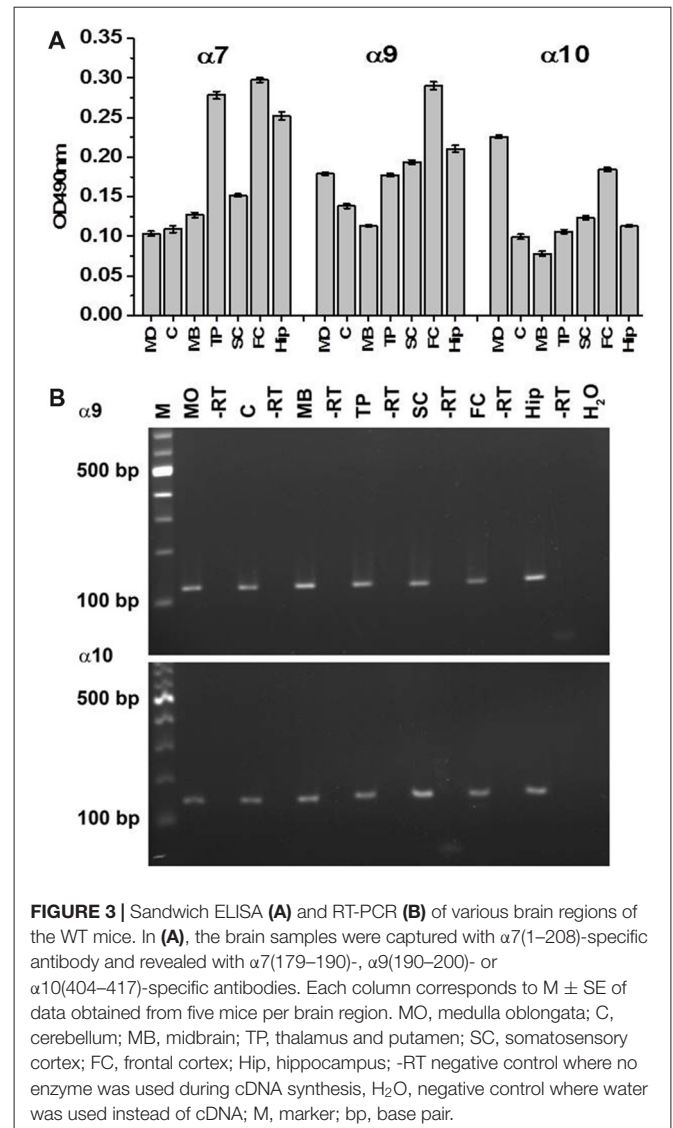 A
0.35
0.30
0.25
0.20
0.15
0.10
0.05
0.00
OD490nm
α7 α9 α10
MD C MB TP SC FC Hip MD C MB TP SC FC Hip MD C MB TP SC FC Hip
B
α9
M MO -RT C -RT MB -RT TP -RT SC -RT FC -RT Hip -RT H₂O
500 bp
100 bp
α10
500 bp
100 bp
FIGURE 3 | Sandwich ELISA (A) and RT-PCR (B) of various brain regions of
the WT mice. In (A), the brain samples were captured with α7(1–208)-specific
antibody and revealed with α7(179–190)-, α9(190–200)- or
α10(404–417)-specific antibodies. Each column corresponds to M ± SE of
data obtained from five mice per brain region. MO, medulla oblongata; C,
cerebellum; MB, midbrain; TP, thalamus and putamen; SC, somatosensory
cortex; FC, frontal cortex; Hip, hippocampus; -RT negative control where no
enzyme was used during cDNA synthesis, H₂O, negative control where water
was used instead of cDNA; M, marker; bp, base pair.